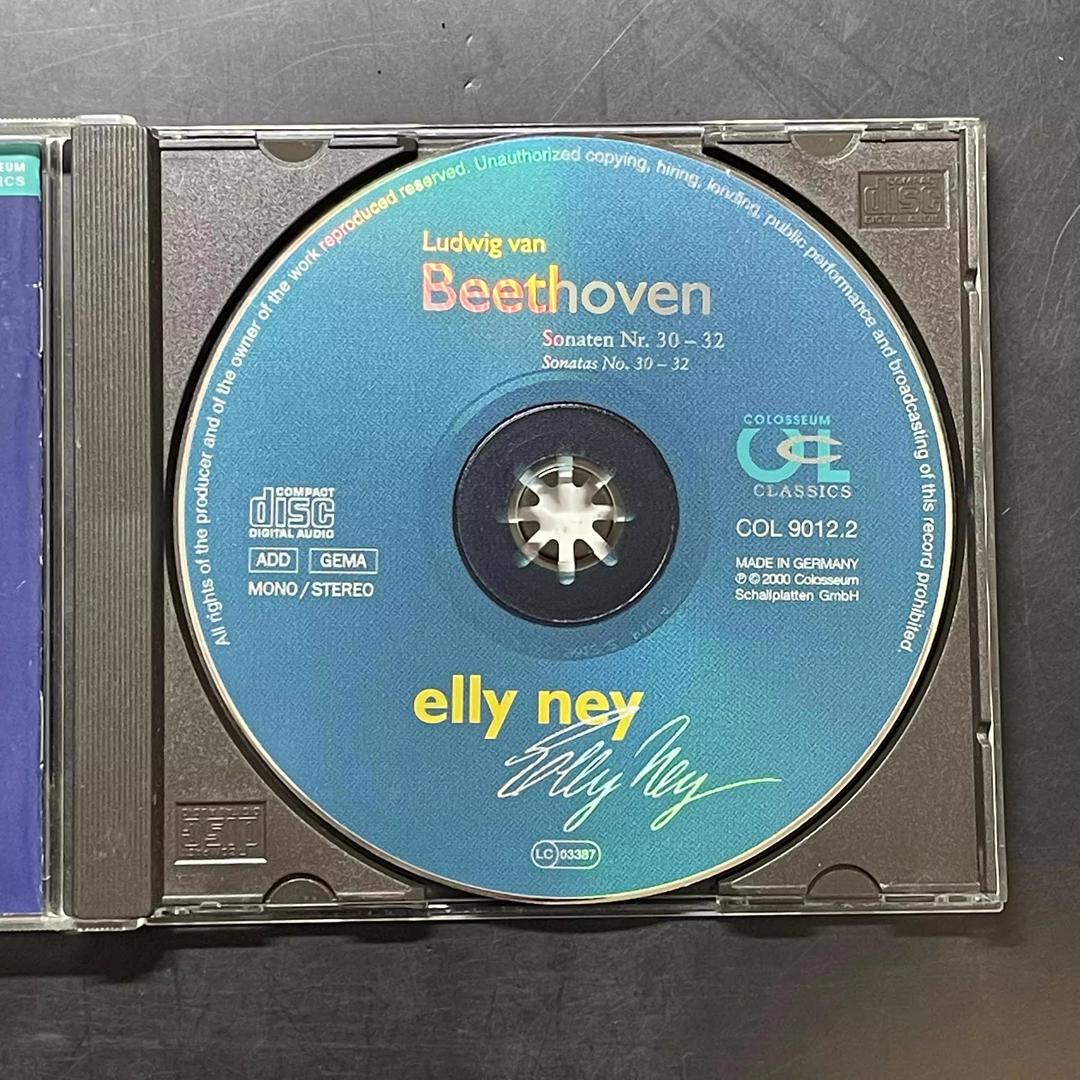 EUM
ICS
All rights of the producer and of the owner of the work reproduced reserved. Unauthorized copying, hiring, lending, public performance and broadcasting of this record prohibited.
Ludwig van
Beethoven
Sonaten Nr. 30 – 32
Sonatas No. 30 – 32
COLOSSEUM
COL
CLASSICS
COL 9012.2
MADE IN GERMANY
℗ © 2000 Colosseum
Schallplatten GmbH
COMPACT
disc
DIGITAL AUDIO
ADD GEMA
MONO / STEREO
elly ney
Elly Ney
LC 03387
COMPACT
disc
DIGITAL AUDIO